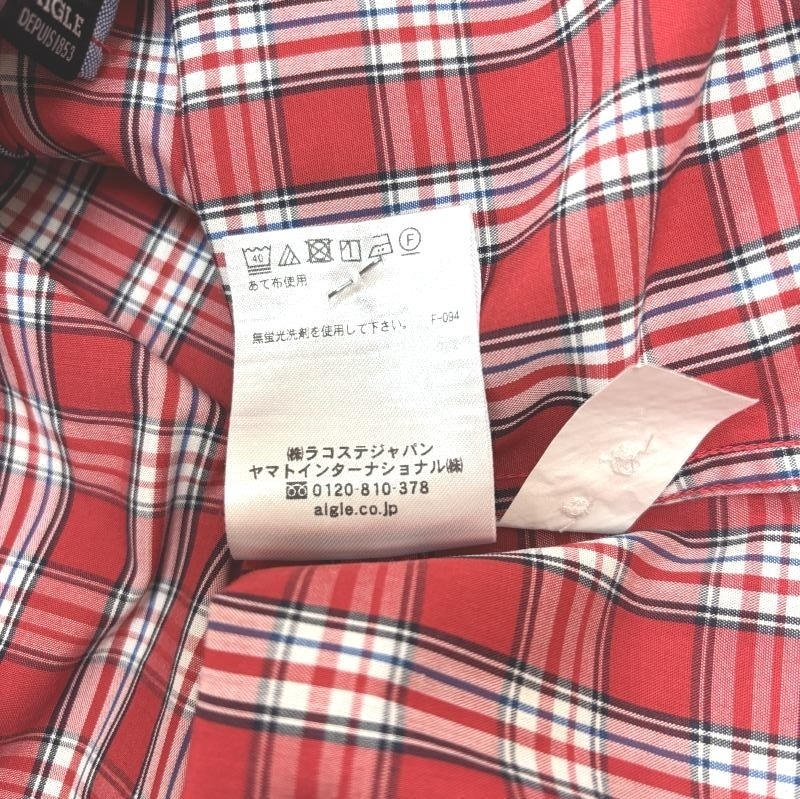 AIGLE
DEPUIS 1853
40
F
あて布使用
無蛍光洗剤を使用して下さい。 F-094
㈱ラコステジャパン
ヤマトインターナショナル㈱
0120-810-378
aigle.co.jp